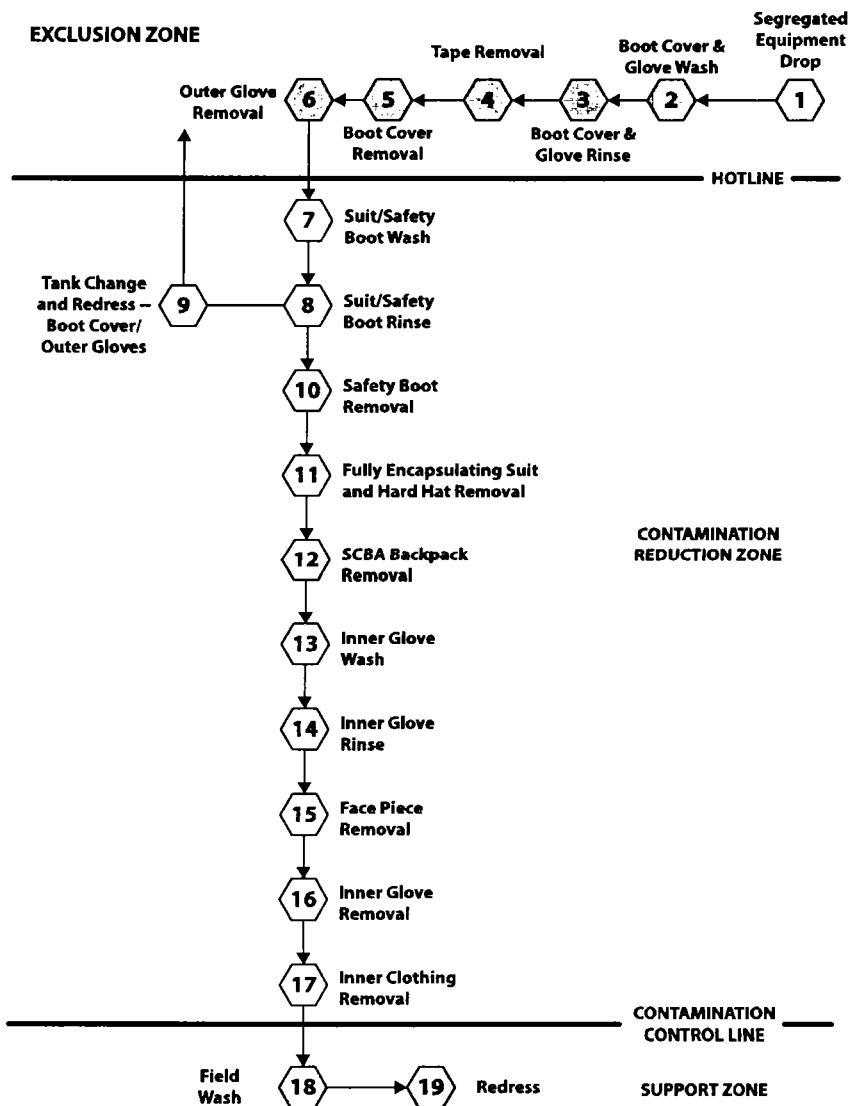 EXCLUSION ZONE
Segregated
Equipment
Drop
Boot Cover &
Glove Wash
Tape Removal
Outer Glove
Removal
6
5
4
3
2
1
Boot Cover
Removal
Boot Cover &
Glove Rinse
HOTLINE
7
Suit/Safety
Boot Wash
Tank Change
and Redress –
Boot Cover/
Outer Gloves
9
8
Suit/Safety
Boot Rinse
10
Safety Boot
Removal
11
Fully Encapsulating Suit
and Hard Hat Removal
CONTAMINATION
REDUCTION ZONE
12
SCBA Backpack
Removal
13
Inner Glove
Wash
14
Inner Glove
Rinse
15
Face Piece
Removal
16
Inner Glove
Removal
17
Inner Clothing
Removal
CONTAMINATION
CONTROL LINE
Field
Wash
18
19
Redress
SUPPORT ZONE